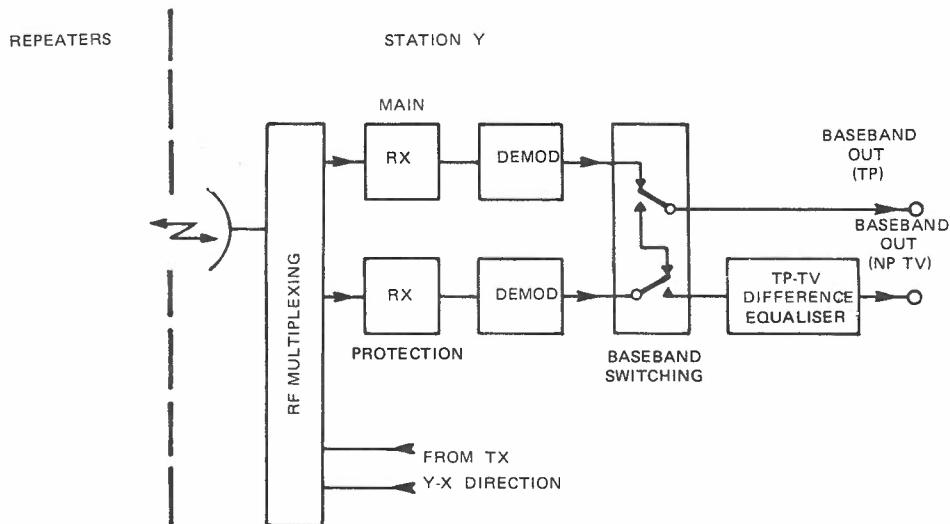 REPEATERS
STATION Y
MAIN
RX
DEMOD
BASEBAND
OUT
(TP)
BASEBAND
OUT
(NP TV)
RF MULTIPLEXING
RX
DEMOD
TP-TV
DIFFERENCE
EQUALISER
PROTECTION
BASEBAND
SWITCHING
FROM TX
Y-X DIRECTION